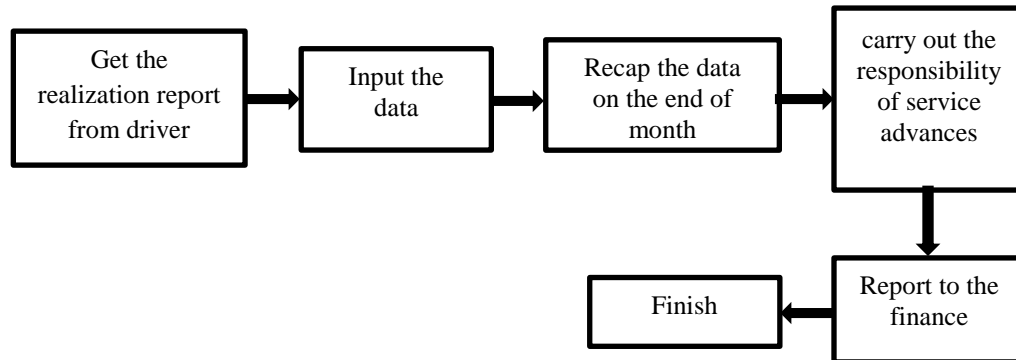 Get the
realization report
from driver
Input the
data
Recap the data
on the end of
month
carry out the
responsibility
of service
advances
Report to the
finance
Finish